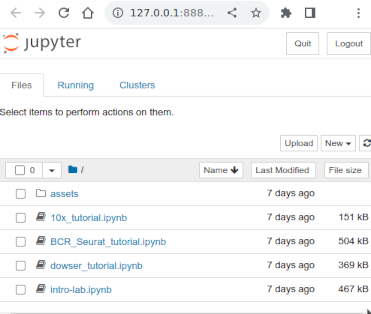 127.0.0.1:888...
jupyter
Quit
Logout
Files
Running
Clusters
Select items to perform actions on them.
Upload
New
0
/
Name
Last Modified
File size
assets
7 days ago
10x_tutorial.ipynb
7 days ago
151 kB
BCR_Seurat_tutorial.ipynb
7 days ago
504 kB
dowser_tutorial.ipynb
7 days ago
369 kB
intro-lab.ipynb
7 days ago
467 kB